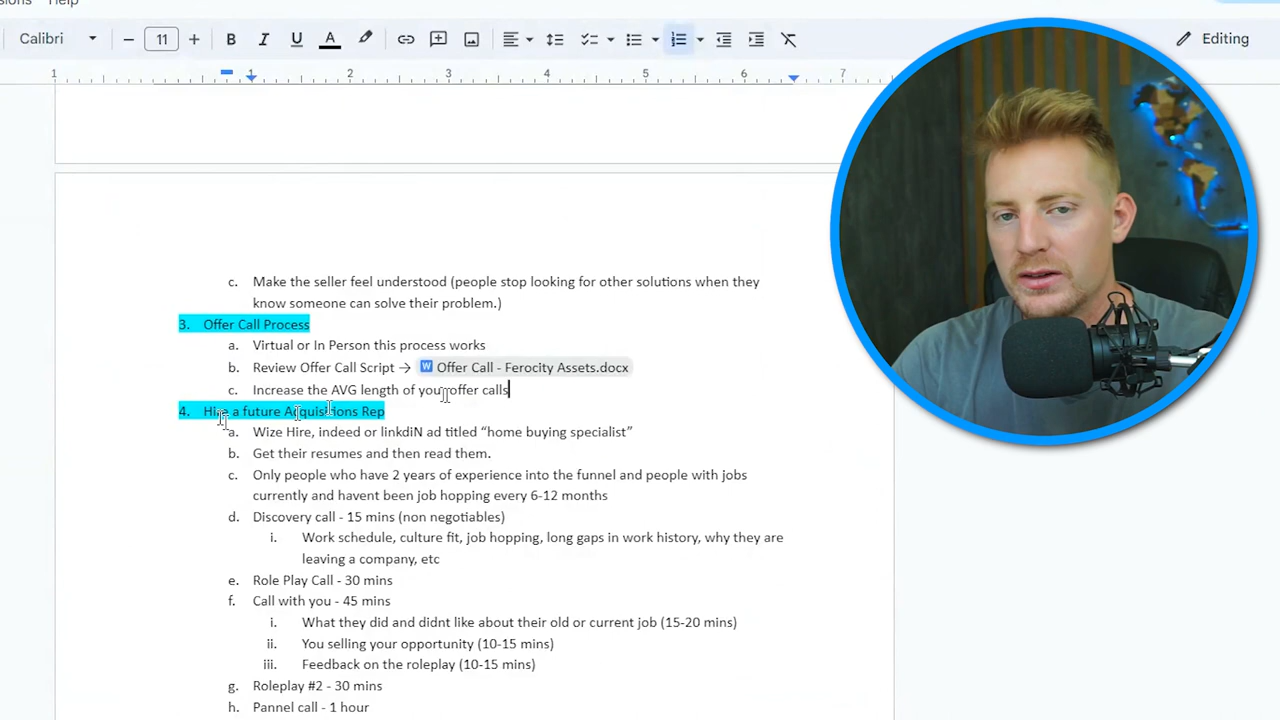 Help
Calibri
11
B I U A
Editing
1 1 2 3 4 5 6 7
c. Make the seller feel understood (people stop looking for other solutions when they
know someone can solve their problem.)
3. Offer Call Process
a. Virtual or In Person this process works
b. Review Offer Call Script → W Offer Call - Ferocity Assets.docx
c. Increase the AVG length of your offer calls
4. Hire a future Acquisitions Rep
a. Wize Hire, indeed or linkdiN ad titled “home buying specialist”
b. Get their resumes and then read them.
c. Only people who have 2 years of experience into the funnel and people with jobs
currently and havent been job hopping every 6-12 months
d. Discovery call - 15 mins (non negotiables)
i. Work schedule, culture fit, job hopping, long gaps in work history, why they are
leaving a company, etc
e. Role Play Call - 30 mins
f. Call with you - 45 mins
i. What they did and didnt like about their old or current job (15-20 mins)
ii. You selling your opportunity (10-15 mins)
iii. Feedback on the roleplay (10-15 mins)
g. Roleplay #2 - 30 mins
h. Pannel call - 1 hour